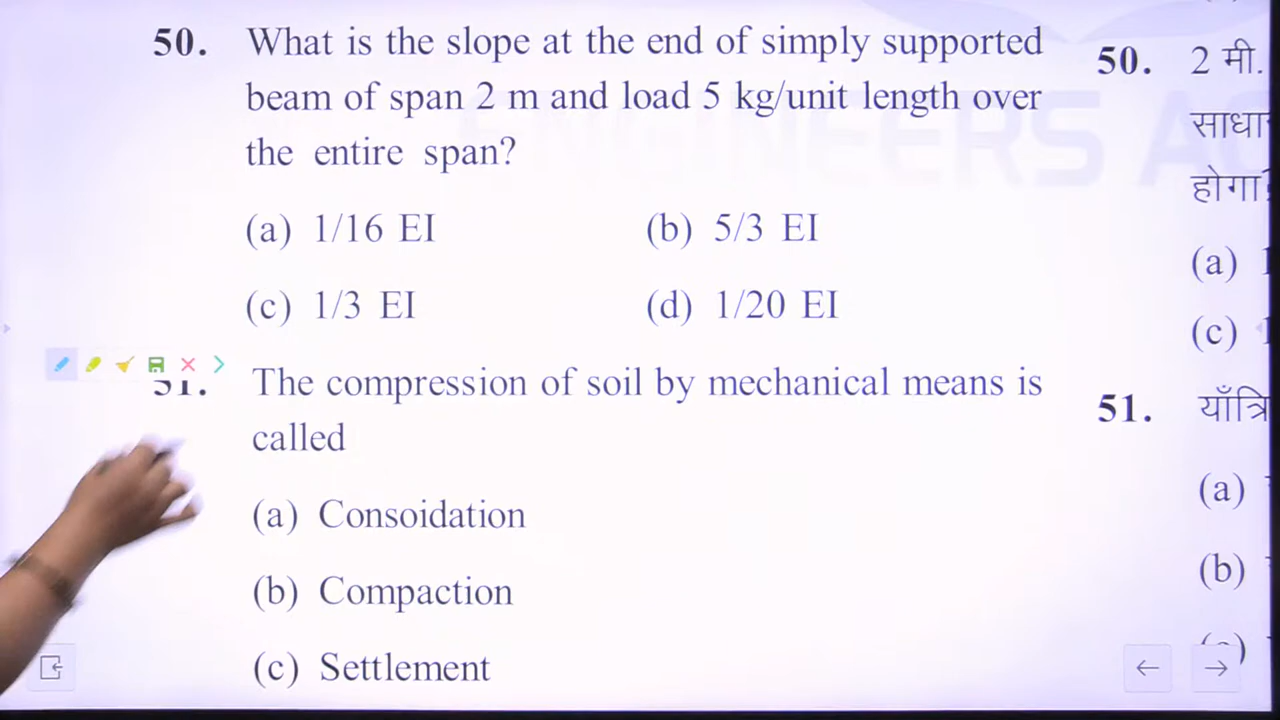 50. What is the slope at the end of simply supported
beam of span 2 m and load 5 kg/unit length over
the entire span?
(a) 1/16 EI (b) 5/3 EI
(c) 1/3 EI (d) 1/20 EI
51. The compression of soil by mechanical means is
called
(a) Consoidation
(b) Compaction
(c) Settlement
50. 2 मी.
होगा?
(a)
(c)
51.
(a)
(b)
ENGINEERS